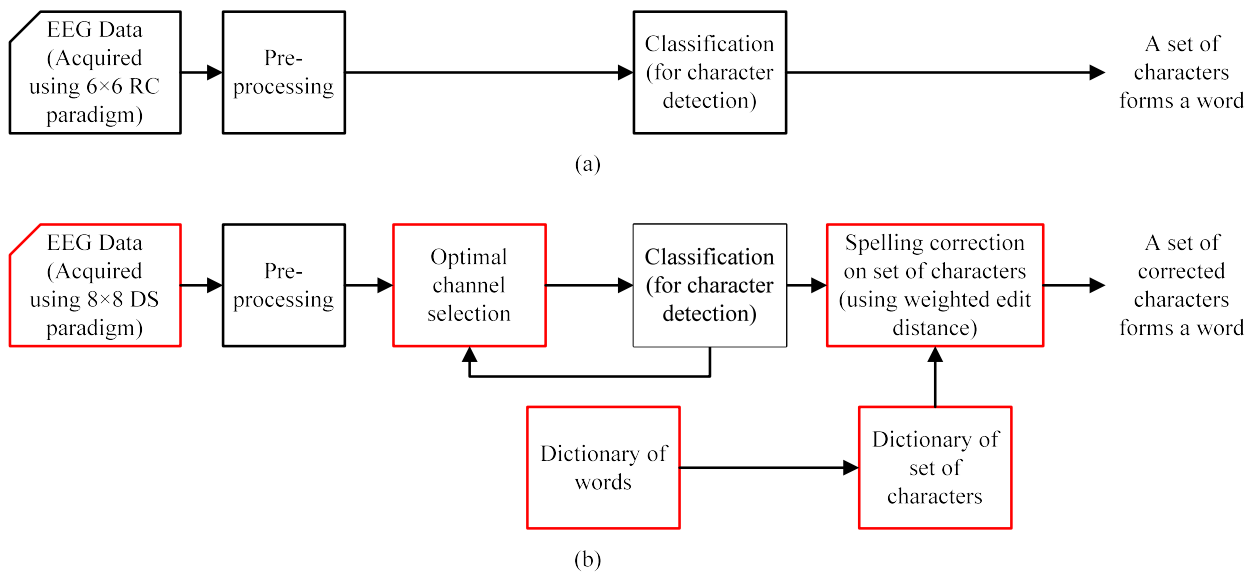 EEG Data
(Acquired
using 6×6 RC
paradigm)
Pre-
processing
Classification
(for character
detection)
A set of
characters
forms a word
(a)
EEG Data
(Acquired
using 8×8 DS
paradigm)
Pre-
processing
Optimal
channel
selection
Classification
(for character
detection)
Spelling correction
on set of characters
(using weighted edit
distance)
A set of
corrected
characters
forms a word
Dictionary of
words
Dictionary of
set of
characters
(b)